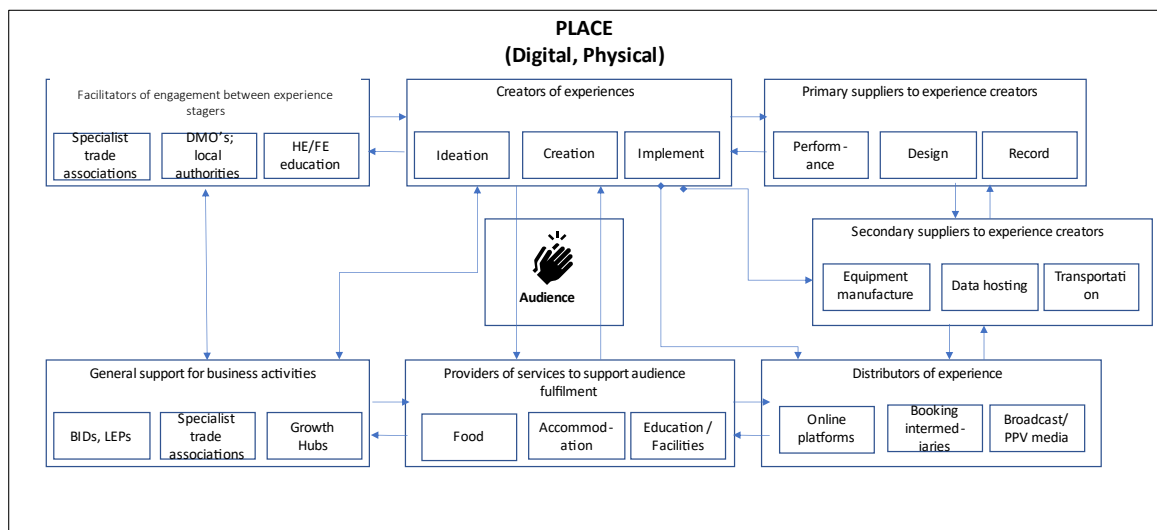 PLACE
(Digital, Physical)
Facilitators of engagement between experience
stagers
Specialist
trade
associations
DMO's;
local
authorities
HE/FE
education
Creators of experiences
Ideation
Creation
Implement
Primary suppliers to experience creators
Perform-
ance
Design
Record
Audience
Secondary suppliers to experience creators
Equipment
manufacture
Data hosting
Transportati
on
General support for business activities
BIDs, LEPs
Specialist
trade
associations
Growth
Hubs
Providers of services to support audience
fulfilment
Food
Accommod-
ation
Education /
Facilities
Distributors of experience
Online
platforms
Booking
intermed-
iaries
Broadcast/
PPV media